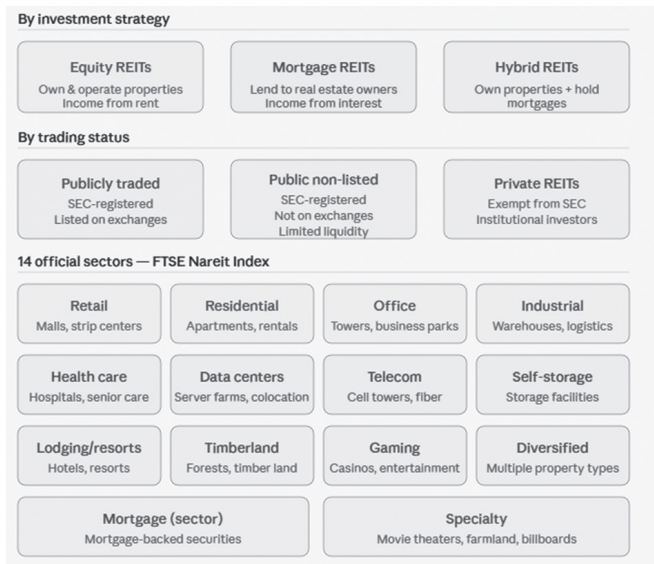 By investment strategy
Equity REITs
Own & operate properties
Income from rent
Mortgage REITs
Lend to real estate owners
Income from interest
Hybrid REITs
Own properties + hold
mortgages
By trading status
Publicly traded
SEC-registered
Listed on exchanges
Public non-listed
SEC-registered
Not on exchanges
Limited liquidity
Private REITs
Exempt from SEC
Institutional investors
14 official sectors — FTSE Nareit Index
Retail
Malls, strip centers
Residential
Apartments, rentals
Office
Towers, business parks
Industrial
Warehouses, logistics
Health care
Hospitals, senior care
Data centers
Server farms, colocation
Telecom
Cell towers, fiber
Self-storage
Storage facilities
Lodging/resorts
Hotels, resorts
Timberland
Forests, timber land
Gaming
Casinos, entertainment
Diversified
Multiple property types
Mortgage (sector)
Mortgage-backed securities
Specialty
Movie theaters, farmland, billboards